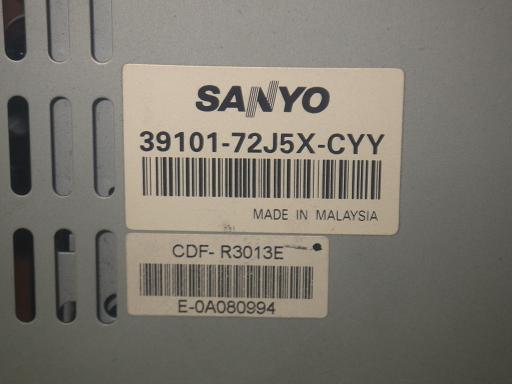 SANYO
39101-72J5X-CYY
MADE IN MALAYSIA
CDF- R3013E
E-0A080994